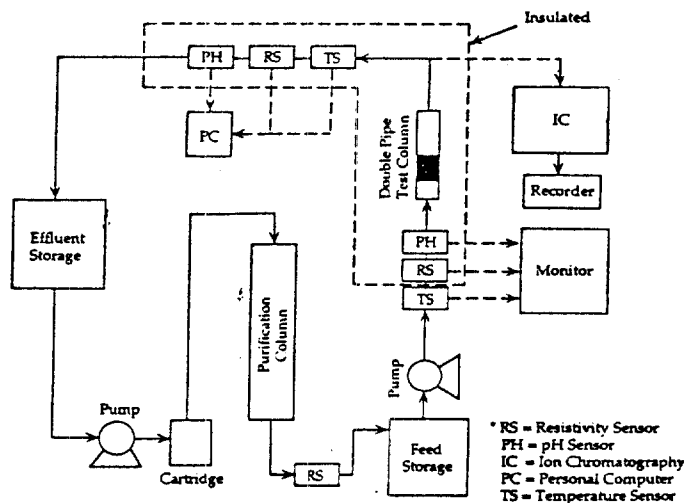 Insulated
PH
RS
TS
PC
IC
Recorder
Double Pipe
Test Column
PH
RS
TS
Monitor
Effluent
Storage
Purification
Column
Pump
Pump
Cartridge
RS
Feed
Storage
* RS = Resistivity Sensor
PH = pH Sensor
IC = Ion Chromatography
PC = Personal Computer
TS = Temperature Sensor